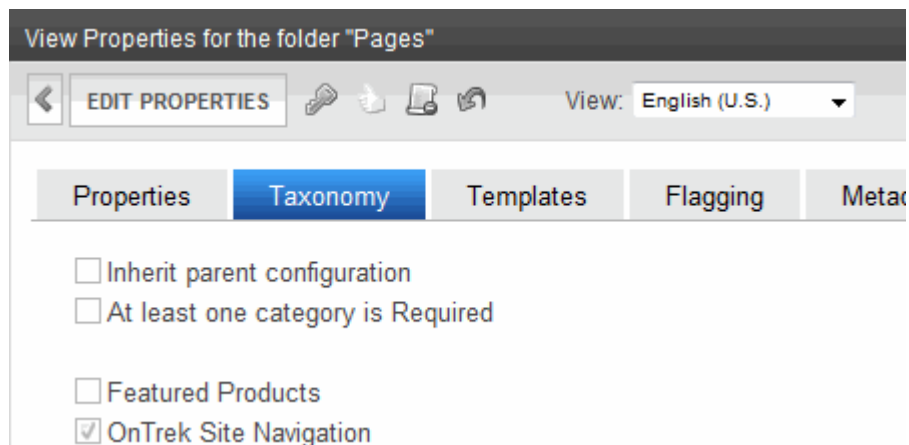 View Properties for the folder "Pages"
EDIT PROPERTIES View: English (U.S.)
Properties Taxonomy Templates Flagging Metac
Inherit parent configuration
At least one category is Required
Featured Products
OnTrek Site Navigation